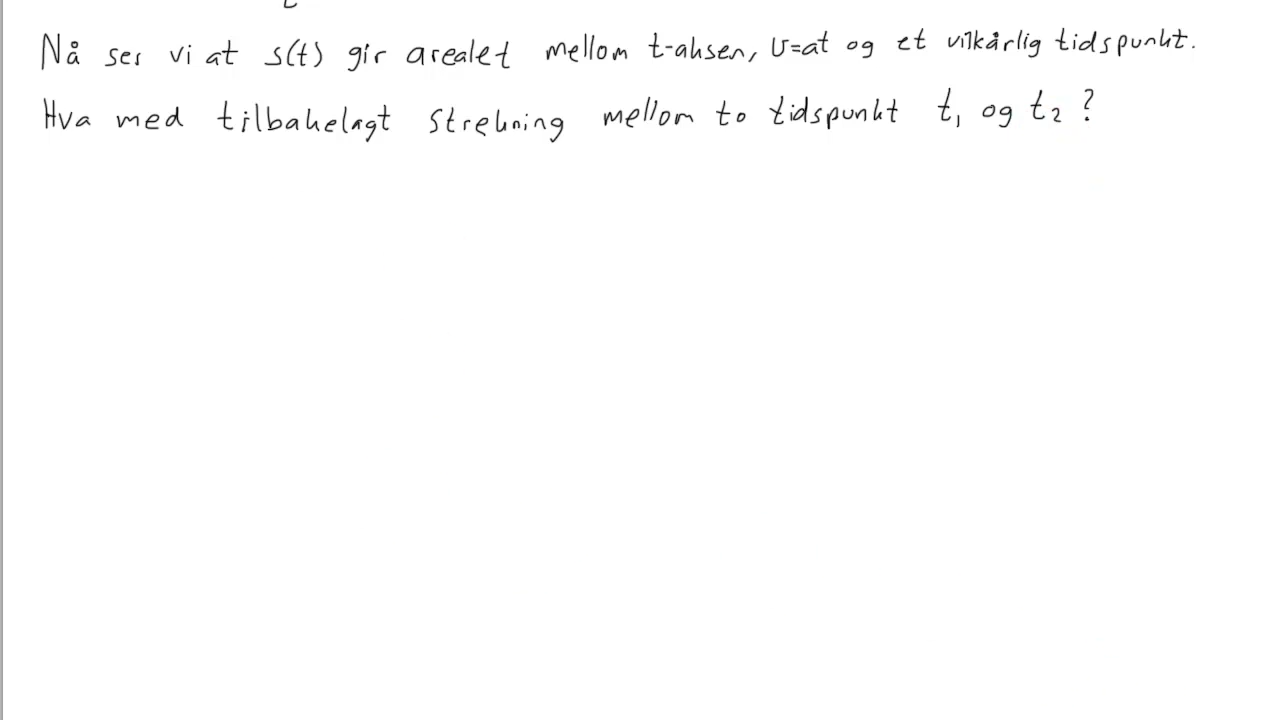 Nå ser vi at s(t) gir arealet mellom t-aksen, v=at og et vilkårlig tidspunkt.
Hva med tilbakelagt strekning mellom to tidspunkt t₁ og t₂ ?